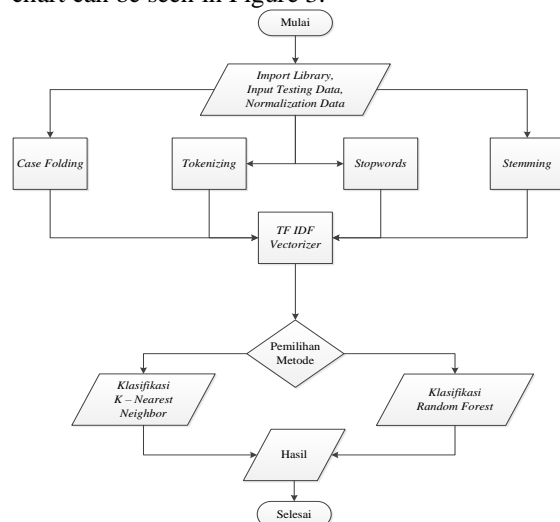 chart can be seen in Figure 3.
Mulai
Import Library,
Input Testing Data,
Normalization Data
Case Folding
Tokenizing
Stopwords
Stemming
TF IDF
Vectorizer
Pemilihan
Metode
Klasifikasi
K – Nearest
Neighbor
Klasifikasi
Random Forest
Hasil
Selesai